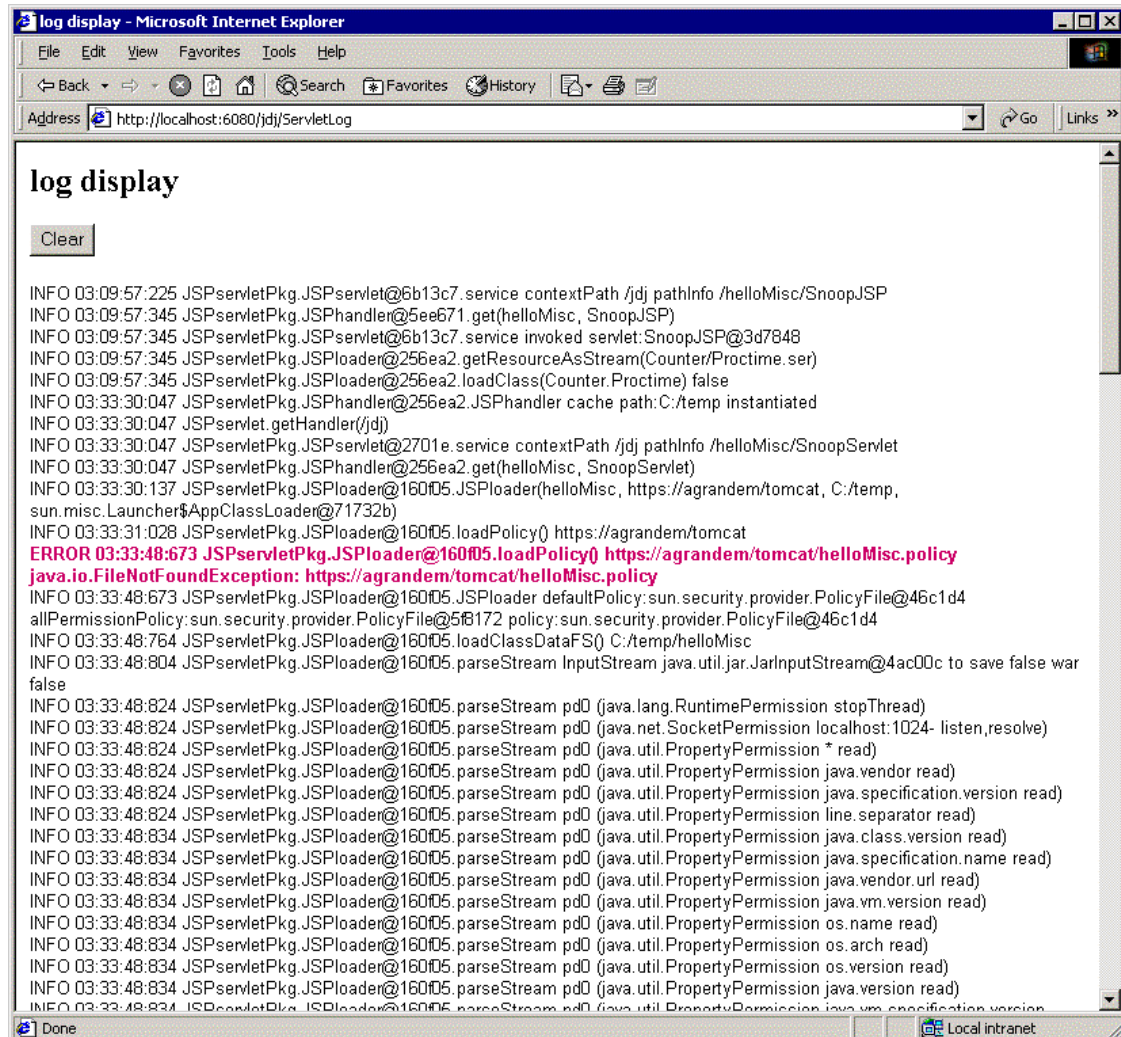 log display - Microsoft Internet Explorer
File Edit View Favorites Tools Help
Back Search Favorites History
Address http://localhost:6080/jdj/ServletLog Go Links »
log display
Clear
INFO 03:09:57:225 JSPservletPkg.JSPservlet@6b13c7.service contextPath /jdj pathInfo /helloMisc/SnoopJSP
INFO 03:09:57:345 JSPservletPkg.JSPhandler@5ee671.get(helloMisc, SnoopJSP)
INFO 03:09:57:345 JSPservletPkg.JSPservlet@6b13c7.service invoked servlet:SnoopJSP@3d7848
INFO 03:09:57:345 JSPservletPkg.JSPloader@256ea2.getResourceAsStream(Counter/Proctime.ser)
INFO 03:09:57:345 JSPservletPkg.JSPloader@256ea2.loadClass(Counter.Proctime) false
INFO 03:33:30:047 JSPservletPkg.JSPhandler@256ea2.JSPhandler cache path:C:/temp instantiated
INFO 03:33:30:047 JSPservlet.getHandler(/jdj)
INFO 03:33:30:047 JSPservletPkg.JSPservlet@2701e.service contextPath /jdj pathInfo /helloMisc/SnoopServlet
INFO 03:33:30:047 JSPservletPkg.JSPhandler@256ea2.get(helloMisc, SnoopServlet)
INFO 03:33:30:137 JSPservletPkg.JSPloader@160f05.JSPloader(helloMisc, https://agrandem/tomcat, C:/temp,
sun.misc.Launcher$AppClassLoader@71732b)
INFO 03:33:31:028 JSPservletPkg.JSPloader@160f05.loadPolicy() https://agrandem/tomcat
ERROR 03:33:48:673 JSPservletPkg.JSPloader@160f05.loadPolicy() https://agrandem/tomcat/helloMisc.policy
java.io.FileNotFoundException: https://agrandem/tomcat/helloMisc.policy
INFO 03:33:48:673 JSPservletPkg.JSPloader@160f05.JSPloader defaultPolicy:sun.security.provider.PolicyFile@46c1d4
allPermissionPolicy:sun.security.provider.PolicyFile@5f8172 policy:sun.security.provider.PolicyFile@46c1d4
INFO 03:33:48:764 JSPservletPkg.JSPloader@160f05.loadClassDataFS() C:/temp/helloMisc
INFO 03:33:48:804 JSPservletPkg.JSPloader@160f05.parseStream InputStream java.util.jar.JarInputStream@4ac00c to save false war
false
INFO 03:33:48:824 JSPservletPkg.JSPloader@160f05.parseStream pd0 (java.lang.RuntimePermission stopThread)
INFO 03:33:48:824 JSPservletPkg.JSPloader@160f05.parseStream pd0 (java.net.SocketPermission localhost:1024- listen,resolve)
INFO 03:33:48:824 JSPservletPkg.JSPloader@160f05.parseStream pd0 (java.util.PropertyPermission * read)
INFO 03:33:48:824 JSPservletPkg.JSPloader@160f05.parseStream pd0 (java.util.PropertyPermission java.vendor read)
INFO 03:33:48:824 JSPservletPkg.JSPloader@160f05.parseStream pd0 (java.util.PropertyPermission java.specification.version read)
INFO 03:33:48:824 JSPservletPkg.JSPloader@160f05.parseStream pd0 (java.util.PropertyPermission line.separator read)
INFO 03:33:48:834 JSPservletPkg.JSPloader@160f05.parseStream pd0 (java.util.PropertyPermission java.class.version read)
INFO 03:33:48:834 JSPservletPkg.JSPloader@160f05.parseStream pd0 (java.util.PropertyPermission java.specification.name read)
INFO 03:33:48:834 JSPservletPkg.JSPloader@160f05.parseStream pd0 (java.util.PropertyPermission java.vendor.url read)
INFO 03:33:48:834 JSPservletPkg.JSPloader@160f05.parseStream pd0 (java.util.PropertyPermission java.vm.version read)
INFO 03:33:48:834 JSPservletPkg.JSPloader@160f05.parseStream pd0 (java.util.PropertyPermission os.name read)
INFO 03:33:48:834 JSPservletPkg.JSPloader@160f05.parseStream pd0 (java.util.PropertyPermission os.arch read)
INFO 03:33:48:834 JSPservletPkg.JSPloader@160f05.parseStream pd0 (java.util.PropertyPermission os.version read)
INFO 03:33:48:834 JSPservletPkg.JSPloader@160f05.parseStream pd0 (java.util.PropertyPermission java.version read)
INFO 03:33:48:834 JSPservletPkg.JSPloader@160f05.parseStream pd0 (java.util.PropertyPermission java.vm.specification.version
Done Local intranet